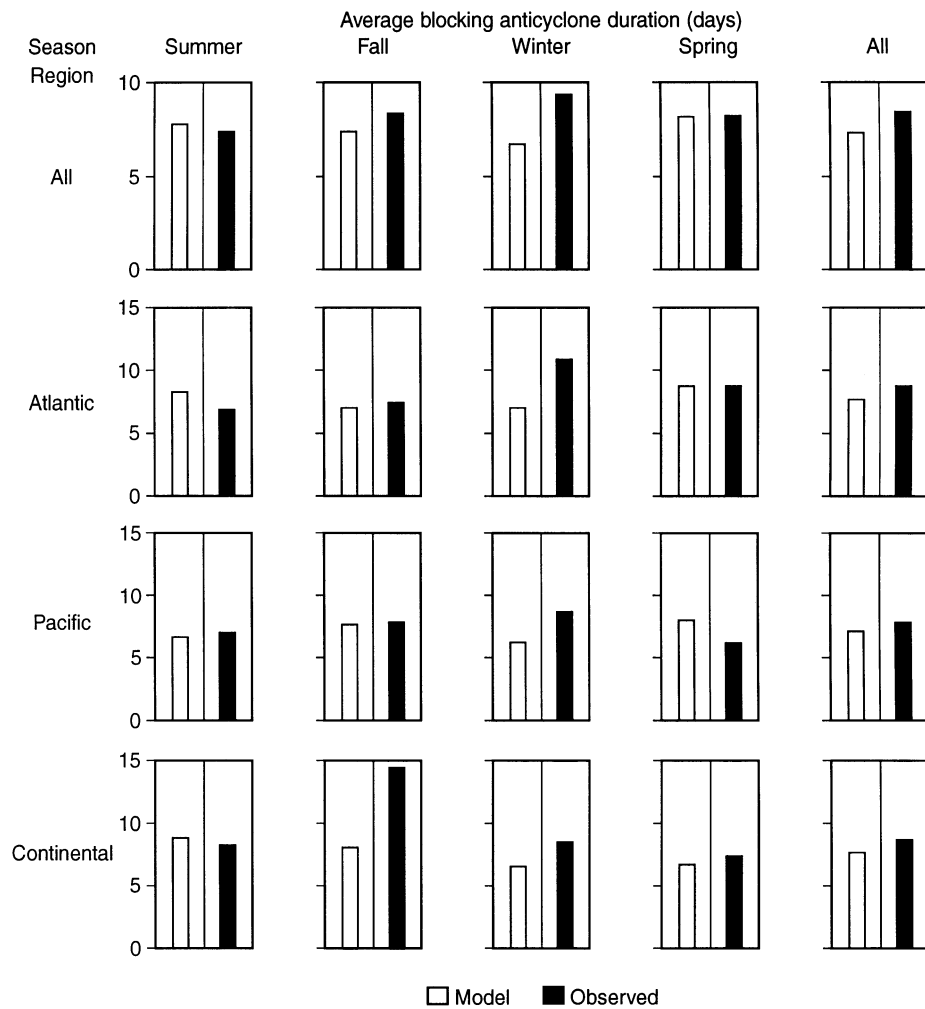 Average blocking anticyclone duration (days)
Season Summer Fall Winter Spring All
Region
10
All
5
0
15
10
Atlantic
5
0
15
10
Pacific
5
0
15
10
Continental
5
0
Model Observed